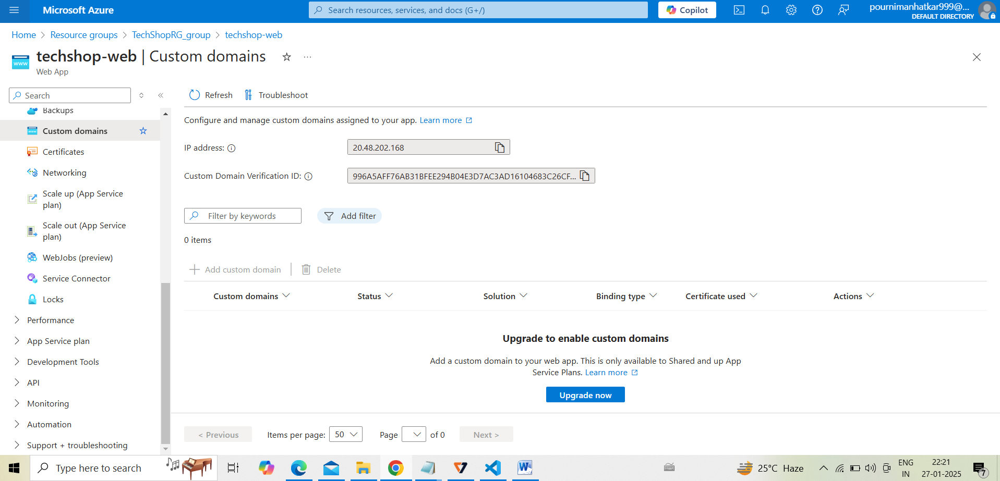 Microsoft Azure
Search resources, services, and docs (G+/)
Copilot
pournimanhatkar999@...
DEFAULT DIRECTORY
Home > Resource groups > TechShopRG_group > techshop-web
techshop-web | Custom domains
Web App
Search
Refresh
Troubleshoot
Backups
Custom domains
Certificates
Networking
Scale up (App Service
plan)
Scale out (App Service
plan)
WebJobs (preview)
Service Connector
Locks
Performance
App Service plan
Development Tools
API
Monitoring
Automation
Support + troubleshooting
Configure and manage custom domains assigned to your app. Learn more
IP address:
20.48.202.168
Custom Domain Verification ID:
996A5AFF76AB31BFEE294B04E3D7AC3AD16104683C26CF...
Filter by keywords
Add filter
0 items
Add custom domain
Delete
Custom domains
Status
Solution
Binding type
Certificate used
Actions
Upgrade to enable custom domains
Add a custom domain to your web app. This is only available to Shared and up App
Service Plans. Learn more
Upgrade now
< Previous
Items per page: 50
Page
of 0
Next >
Type here to search
25°C Haze
ENG
IN
22:21
27-01-2025
7